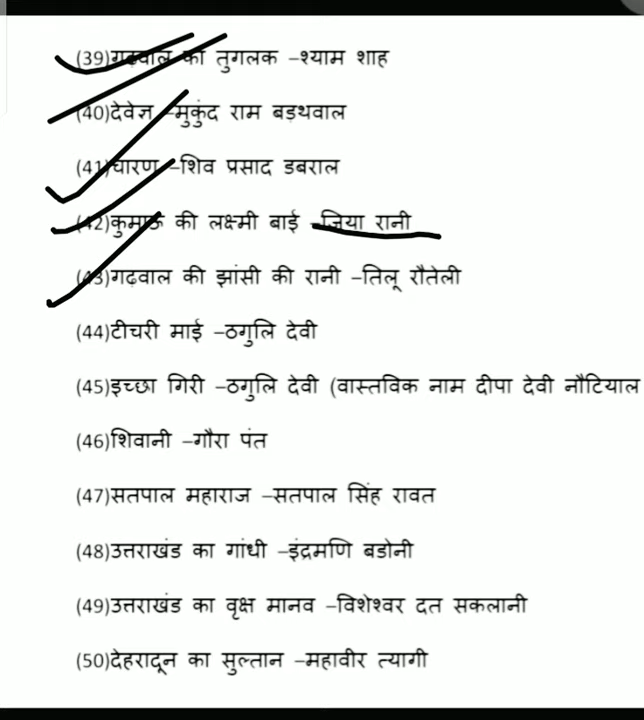 (39)गढ़वाल का तुगलक –श्याम शाह
(40)देवेज्ञ –मुकुंद राम बड़थवाल
(41)चारण –शिव प्रसाद डबराल
(42)कुमाऊ की लक्ष्मी बाई –जिया रानी
(43)गढ़वाल की झांसी की रानी –तिलू रौतेली
(44)टीचरी माई –ठगुलि देवी
(45)इच्छा गिरी –ठगुलि देवी (वास्तविक नाम दीपा देवी नौटियाल
(46)शिवानी –गौरा पंत
(47)सतपाल महाराज –सतपाल सिंह रावत
(48)उत्तराखंड का गांधी –इंद्रमणि बडोनी
(49)उत्तराखंड का वृक्ष मानव –विशेश्वर दत सकलानी
(50)देहरादून का सुल्तान –महावीर त्यागी